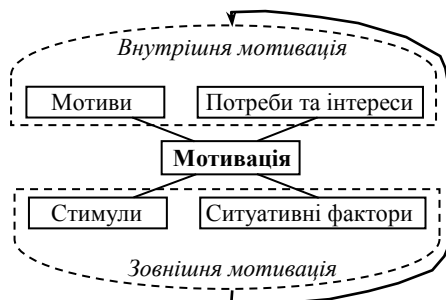 Внутрішня мотивація
Мотиви
Потреби та інтереси
Мотивація
Стимули
Ситуативні фактори
Зовнішня мотивація